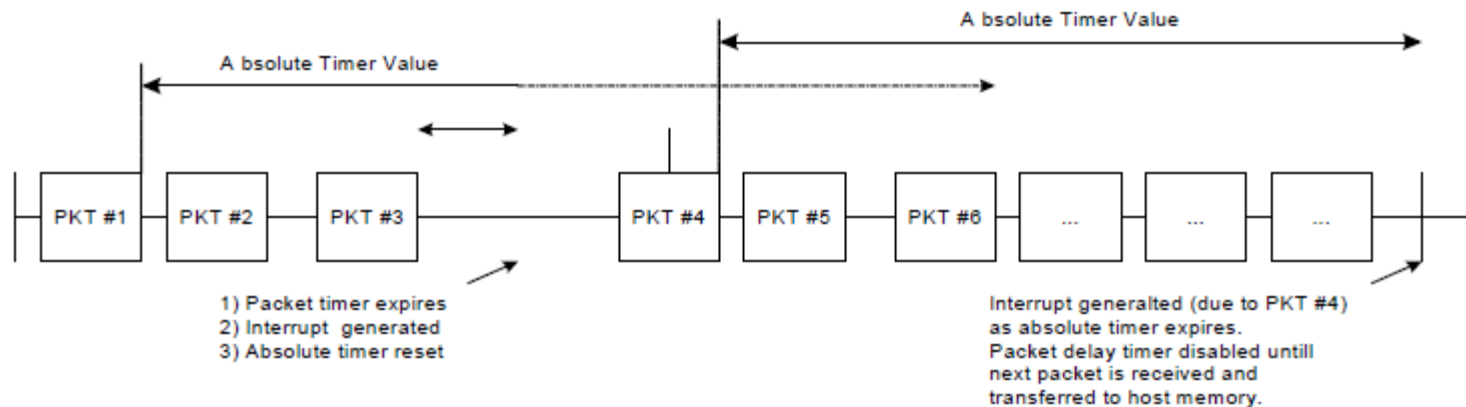 A bsolute Timer Value
A bsolute Timer Value
PKT #1
PKT #2
PKT #3
PKT #4
PKT #5
PKT #6
...
...
...
1) Packet timer expires
2) Interrupt generated
3) Absolute timer reset
Interrupt generalted (due to PKT #4)
as absolute timer expires.
Packet delay timer disabled untill
next packet is received and
transferred to host memory.